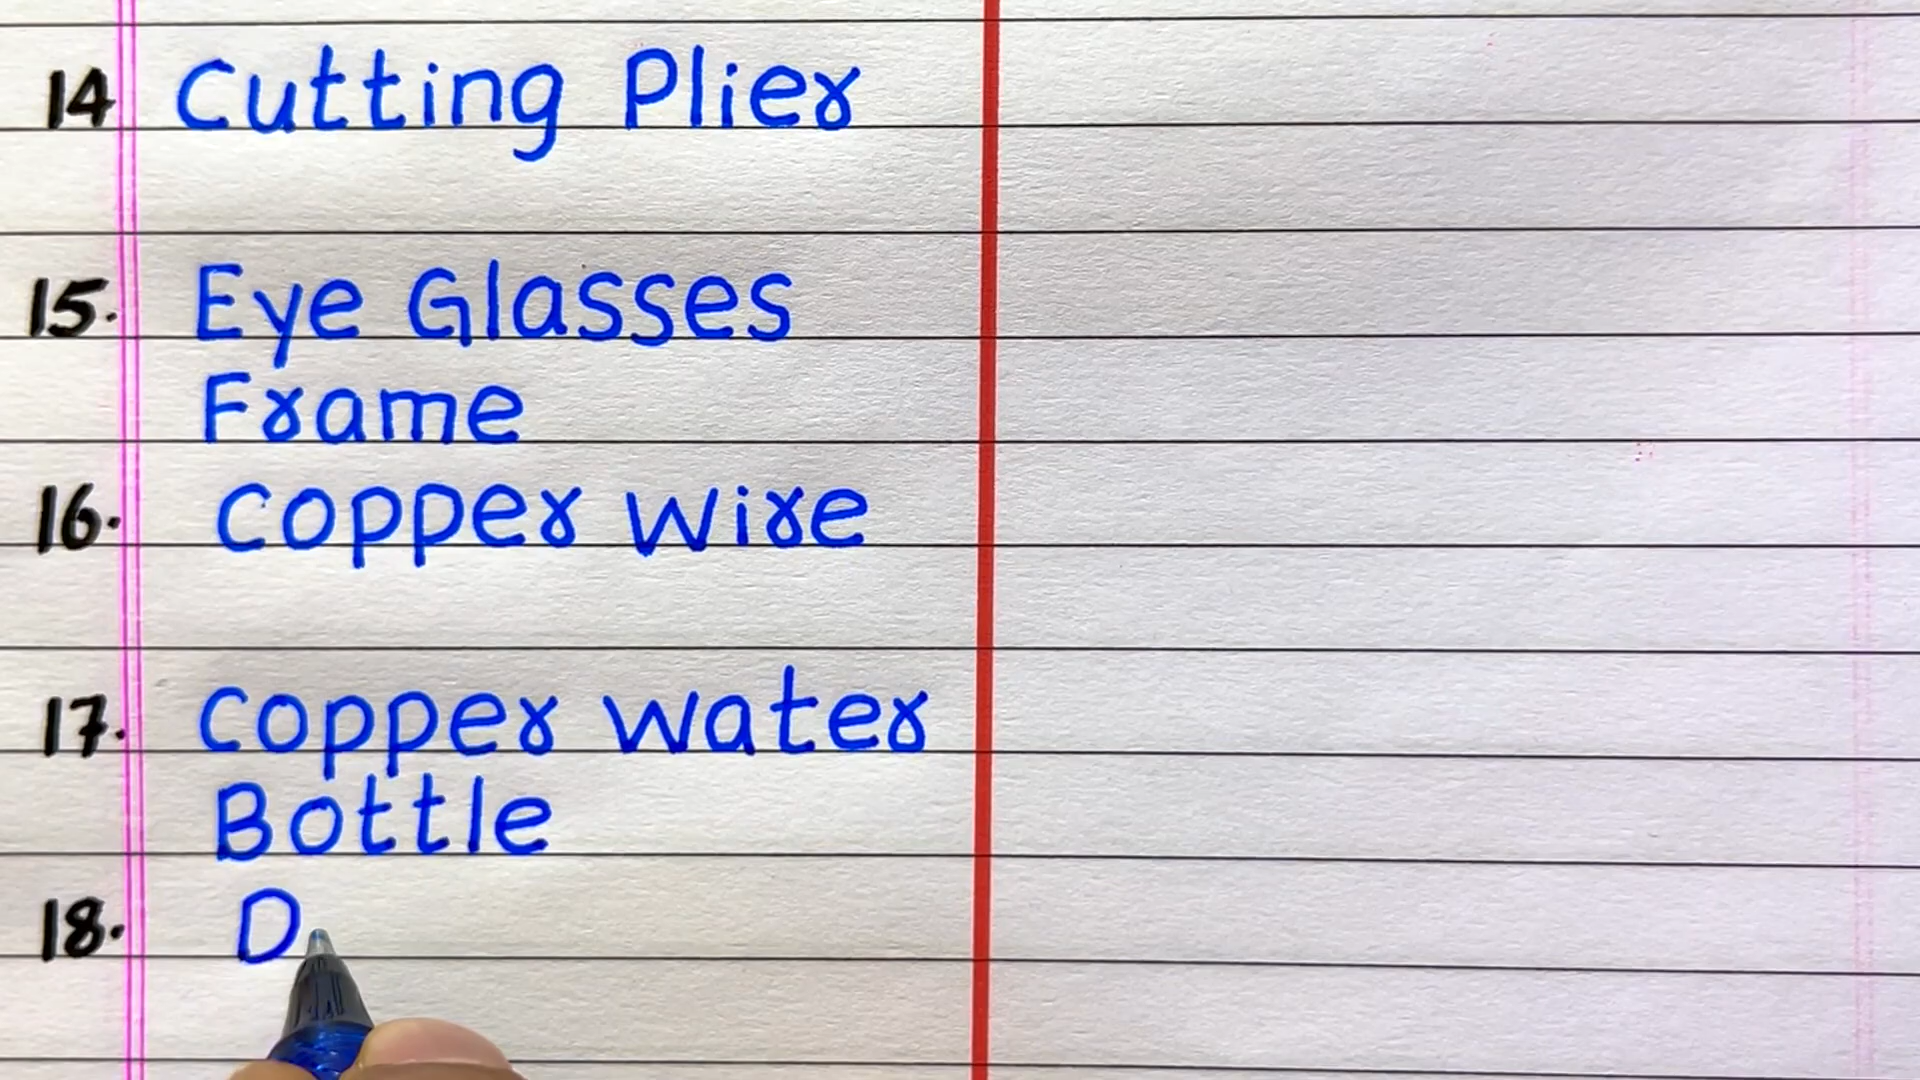 14 Cutting Plier
15. Eye Glasses
Frame
16. Copper Wire
17. Copper Water
Bottle
18. D